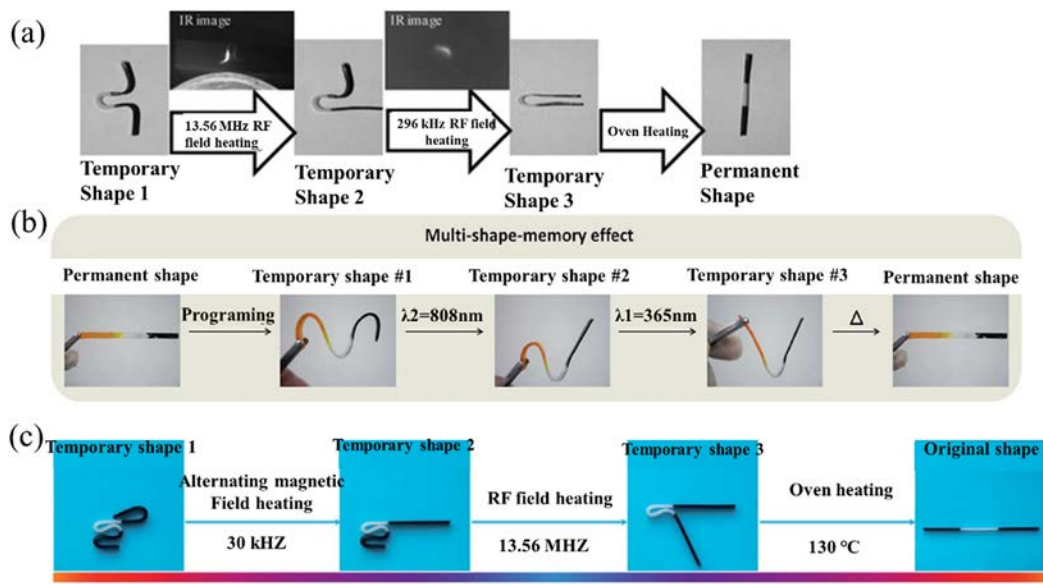 (a)
IR image
IR image
13.56 MHz RF
field heating
296 kHz RF field
heating
Oven Heating
Temporary
Shape 1
Temporary
Shape 2
Temporary
Shape 3
Permanent
Shape
(b)
Multi-shape-memory effect
Permanent shape
Temporary shape #1
Temporary shape #2
Temporary shape #3
Permanent shape
Programing
λ2=808nm
λ1=365nm
Δ
(c)
Temporary shape 1
Temporary shape 2
Temporary shape 3
Original shape
Alternating magnetic
Field heating
30 kHZ
RF field heating
13.56 MHZ
Oven heating
130 °C